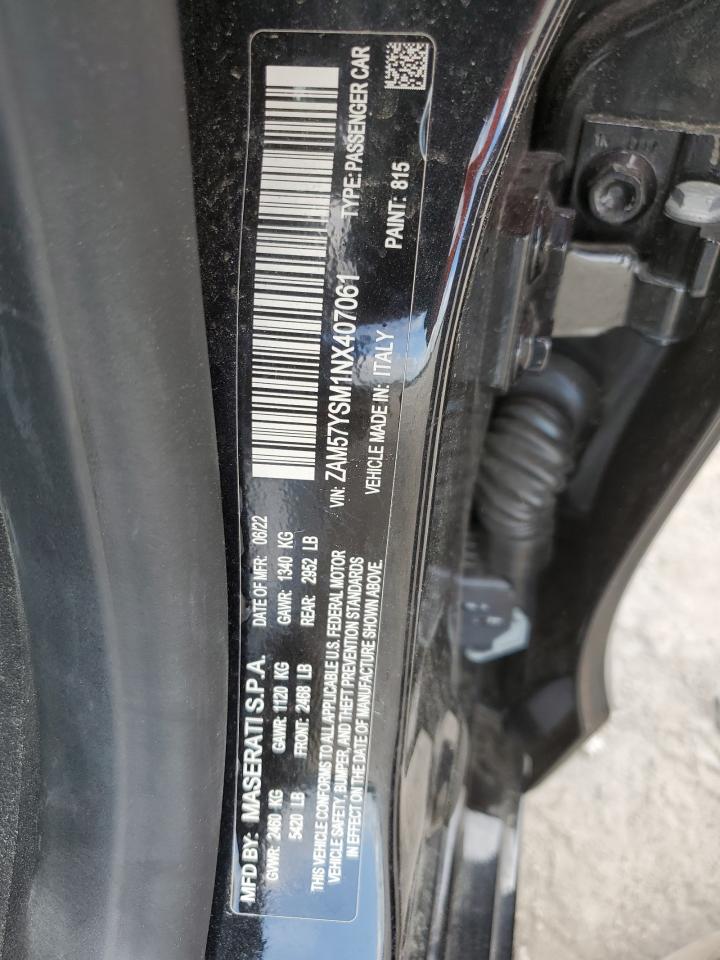 MFD BY: MASERATI S.P.A. DATE OF MFR: 06/22
GVWR: 2460 KG GAWR: 1120 KG GAWR: 1340 KG
5420 LB FRONT: 2468 LB REAR: 2952 LB
THIS VEHICLE CONFORMS TO ALL APPLICABLE U.S. FEDERAL MOTOR
VEHICLE SAFETY, BUMPER, AND THEFT PREVENTION STANDARDS
IN EFFECT ON THE DATE OF MANUFACTURE SHOWN ABOVE.
VIN: ZAM57YSM1NX407061 TYPE: PASSENGER CAR
VEHICLE MADE IN: ITALY PAINT: 815